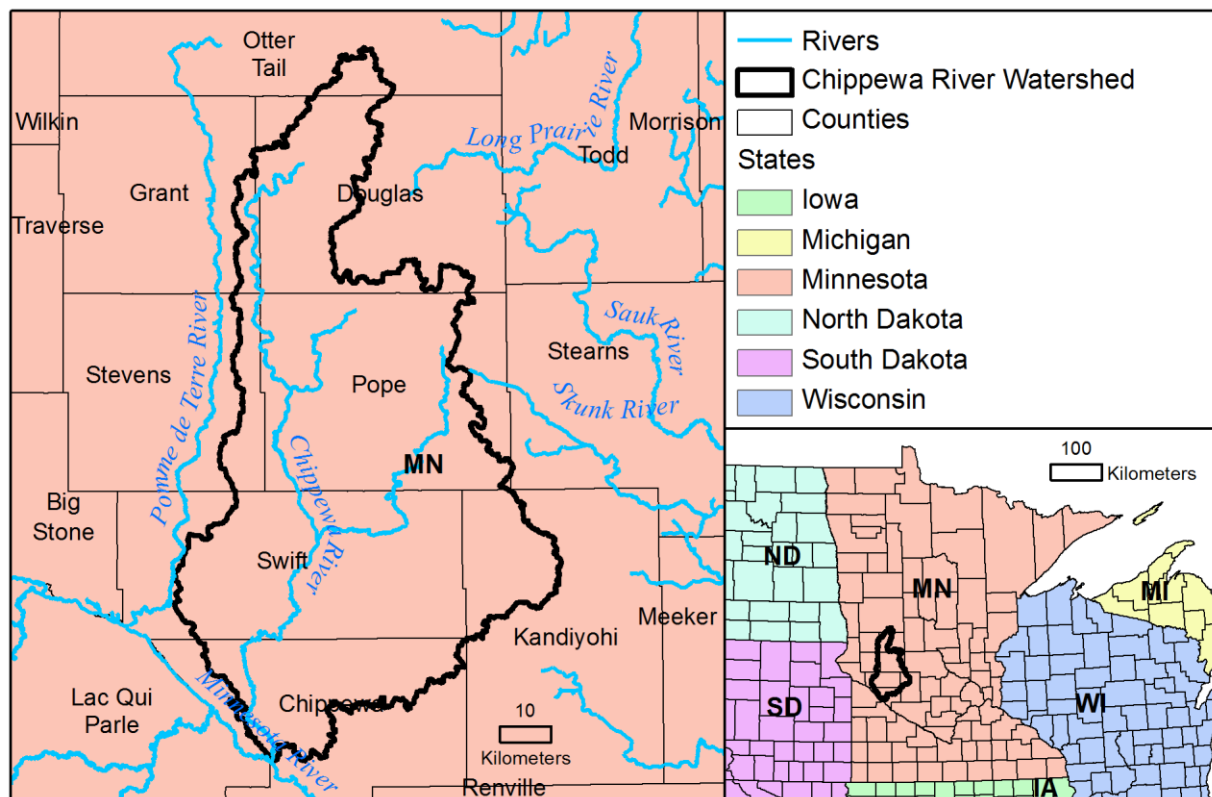 Otter
Tail
Wilkin
Long Prairie River
Morrison
Todd
Grant
Douglas
Traverse
Pomme de Terre River
Sauk River
Stearns
Stevens
Pope
Skunk River
Chippewa River
MN
Big
Stone
Swift
Meeker
Kandiyohi
Lac Qui
Parle
Minnesota River
Chippewa
10
Kilometers
Renville
Rivers
Chippewa River Watershed
Counties
States
Iowa
Michigan
Minnesota
North Dakota
South Dakota
Wisconsin
100
Kilometers
ND
MN
MI
SD
WI
IA